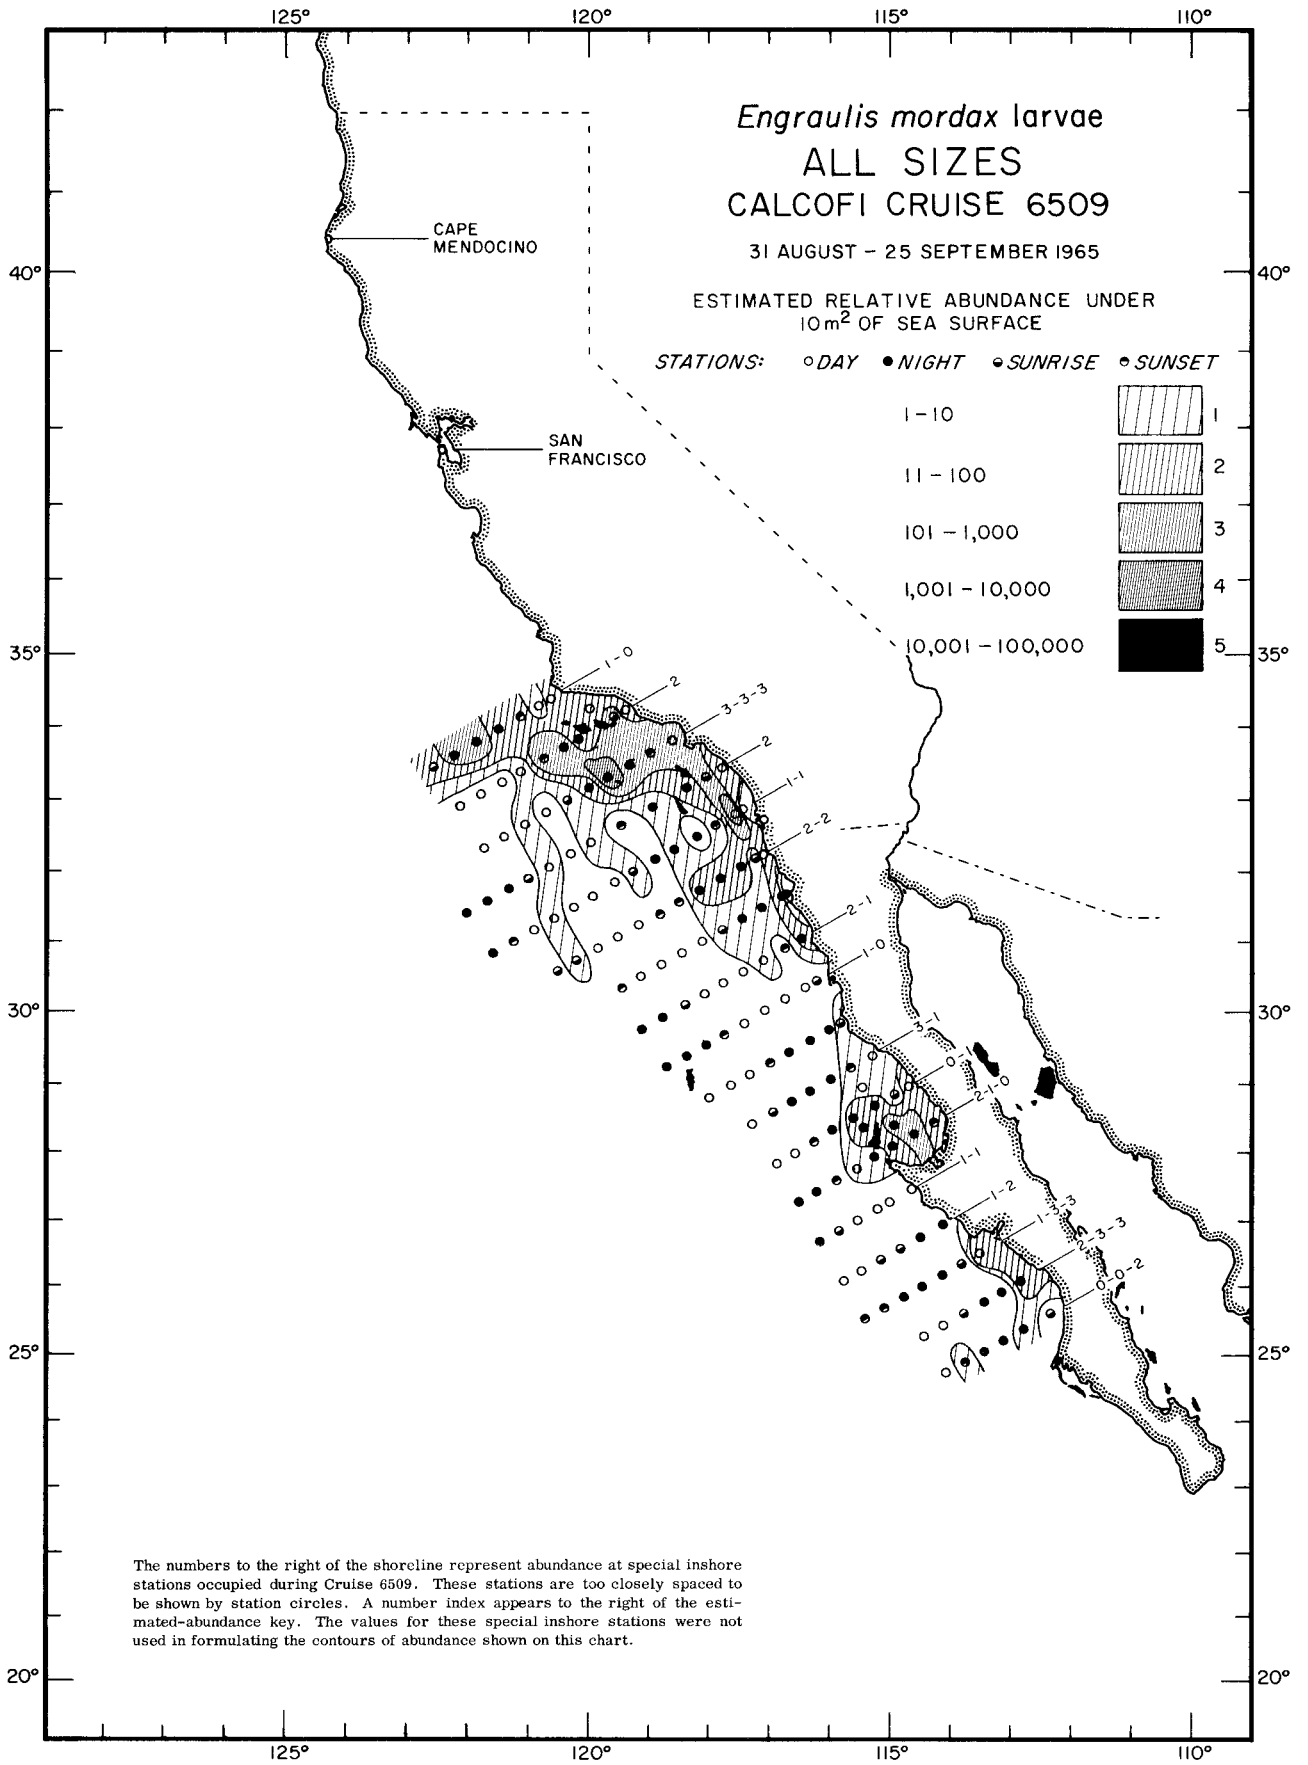 125° 120° 115° 110°
Engraulis mordax larvae
ALL SIZES
CALCOFI CRUISE 6509
31 AUGUST – 25 SEPTEMBER 1965
ESTIMATED RELATIVE ABUNDANCE UNDER
10m² OF SEA SURFACE
STATIONS: DAY NIGHT SUNRISE SUNSET
1–10 1
11–100 2
101–1,000 3
1,001–10,000 4
10,001–100,000 5
CAPE
MENDOCINO
40° 40°
SAN
FRANCISCO
35° 35°
1-0
2
3-3-3
2
1-1
2-2
2-1
1-0
30° 30°
3-1
0-1
2-1-0
1-1
1-2
1-3-3
2-3-3
0-0-2
25° 25°
The numbers to the right of the shoreline represent abundance at special inshore
stations occupied during Cruise 6509. These stations are too closely spaced to
be shown by station circles. A number index appears to the right of the esti-
mated-abundance key. The values for these special inshore stations were not
used in formulating the contours of abundance shown on this chart.
20° 20°
125° 120° 115° 110°